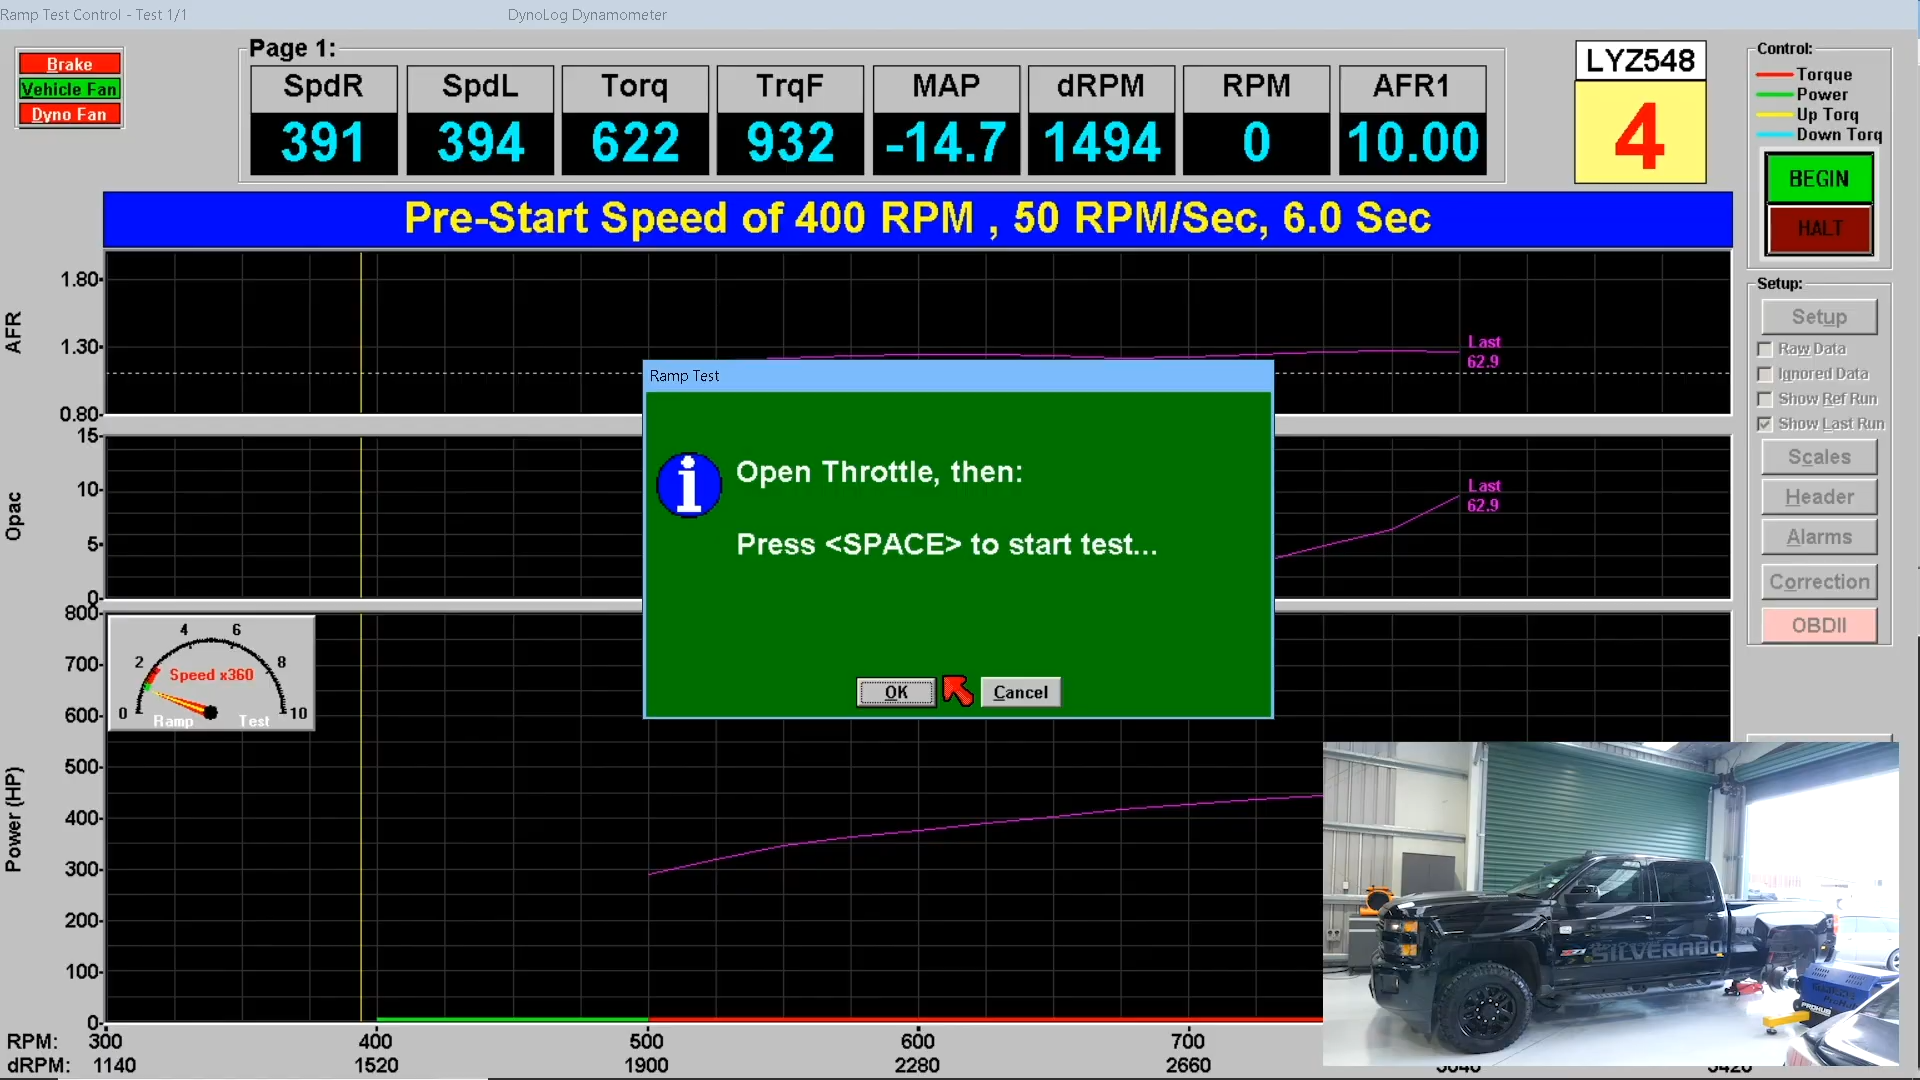 Ramp Test Control - Test 1/1
DynoLog Dynamometer
Brake
Vehicle Fan
Dyno Fan
Page 1:
SpdR SpdL Torq TrqF MAP dRPM RPM AFR1
391 394 622 932 -14.7 1494 0 10.00
LYZ548
4
Control:
Torque
Power
Up Torq
Down Torq
BEGIN
HALT
Pre-Start Speed of 400 RPM , 50 RPM/Sec, 6.0 Sec
AFR
1.80
1.30
0.80
Last
62.9
Opac
15
10
5
0
Last
62.9
Ramp Test
Open Throttle, then:
Press <SPACE> to start test...
OK
Cancel
Setup:
Setup
Raw Data
Ignored Data
Show Ref Run
Show Last Run
Scales
Header
Alarms
Correction
OBDII
Power (HP)
800
700
600
500
400
300
200
100
0
0 2 4 6 8 10
Speed x360
Ramp Test
SILVERADO
RPM: 300 400 500 600 700
dRPM: 1140 1520 1900 2280 2660